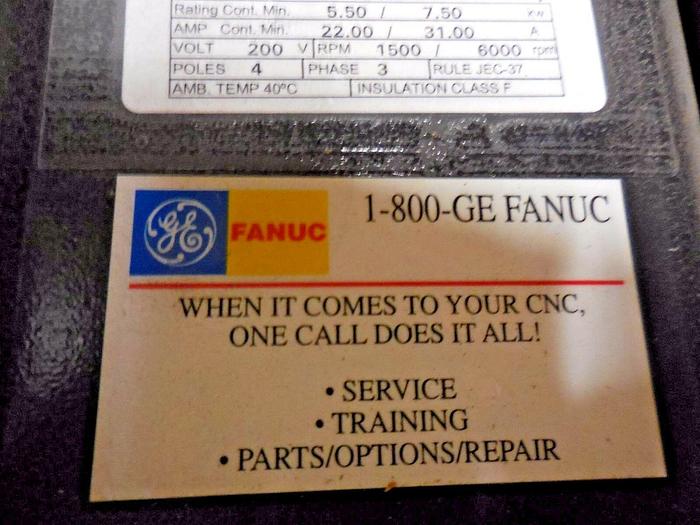 Rating Cont. Min. 5.50 / 7.50 kw
AMP Cont. Min. 22.00 / 31.00 A
VOLT 200 V RPM 1500 / 6000 rpm
POLES 4 PHASE 3 RULE JEC-37
AMB. TEMP 40°C INSULATION CLASS F
GE FANUC 1-800-GE FANUC
WHEN IT COMES TO YOUR CNC,
ONE CALL DOES IT ALL!
• SERVICE
• TRAINING
• PARTS/OPTIONS/REPAIR